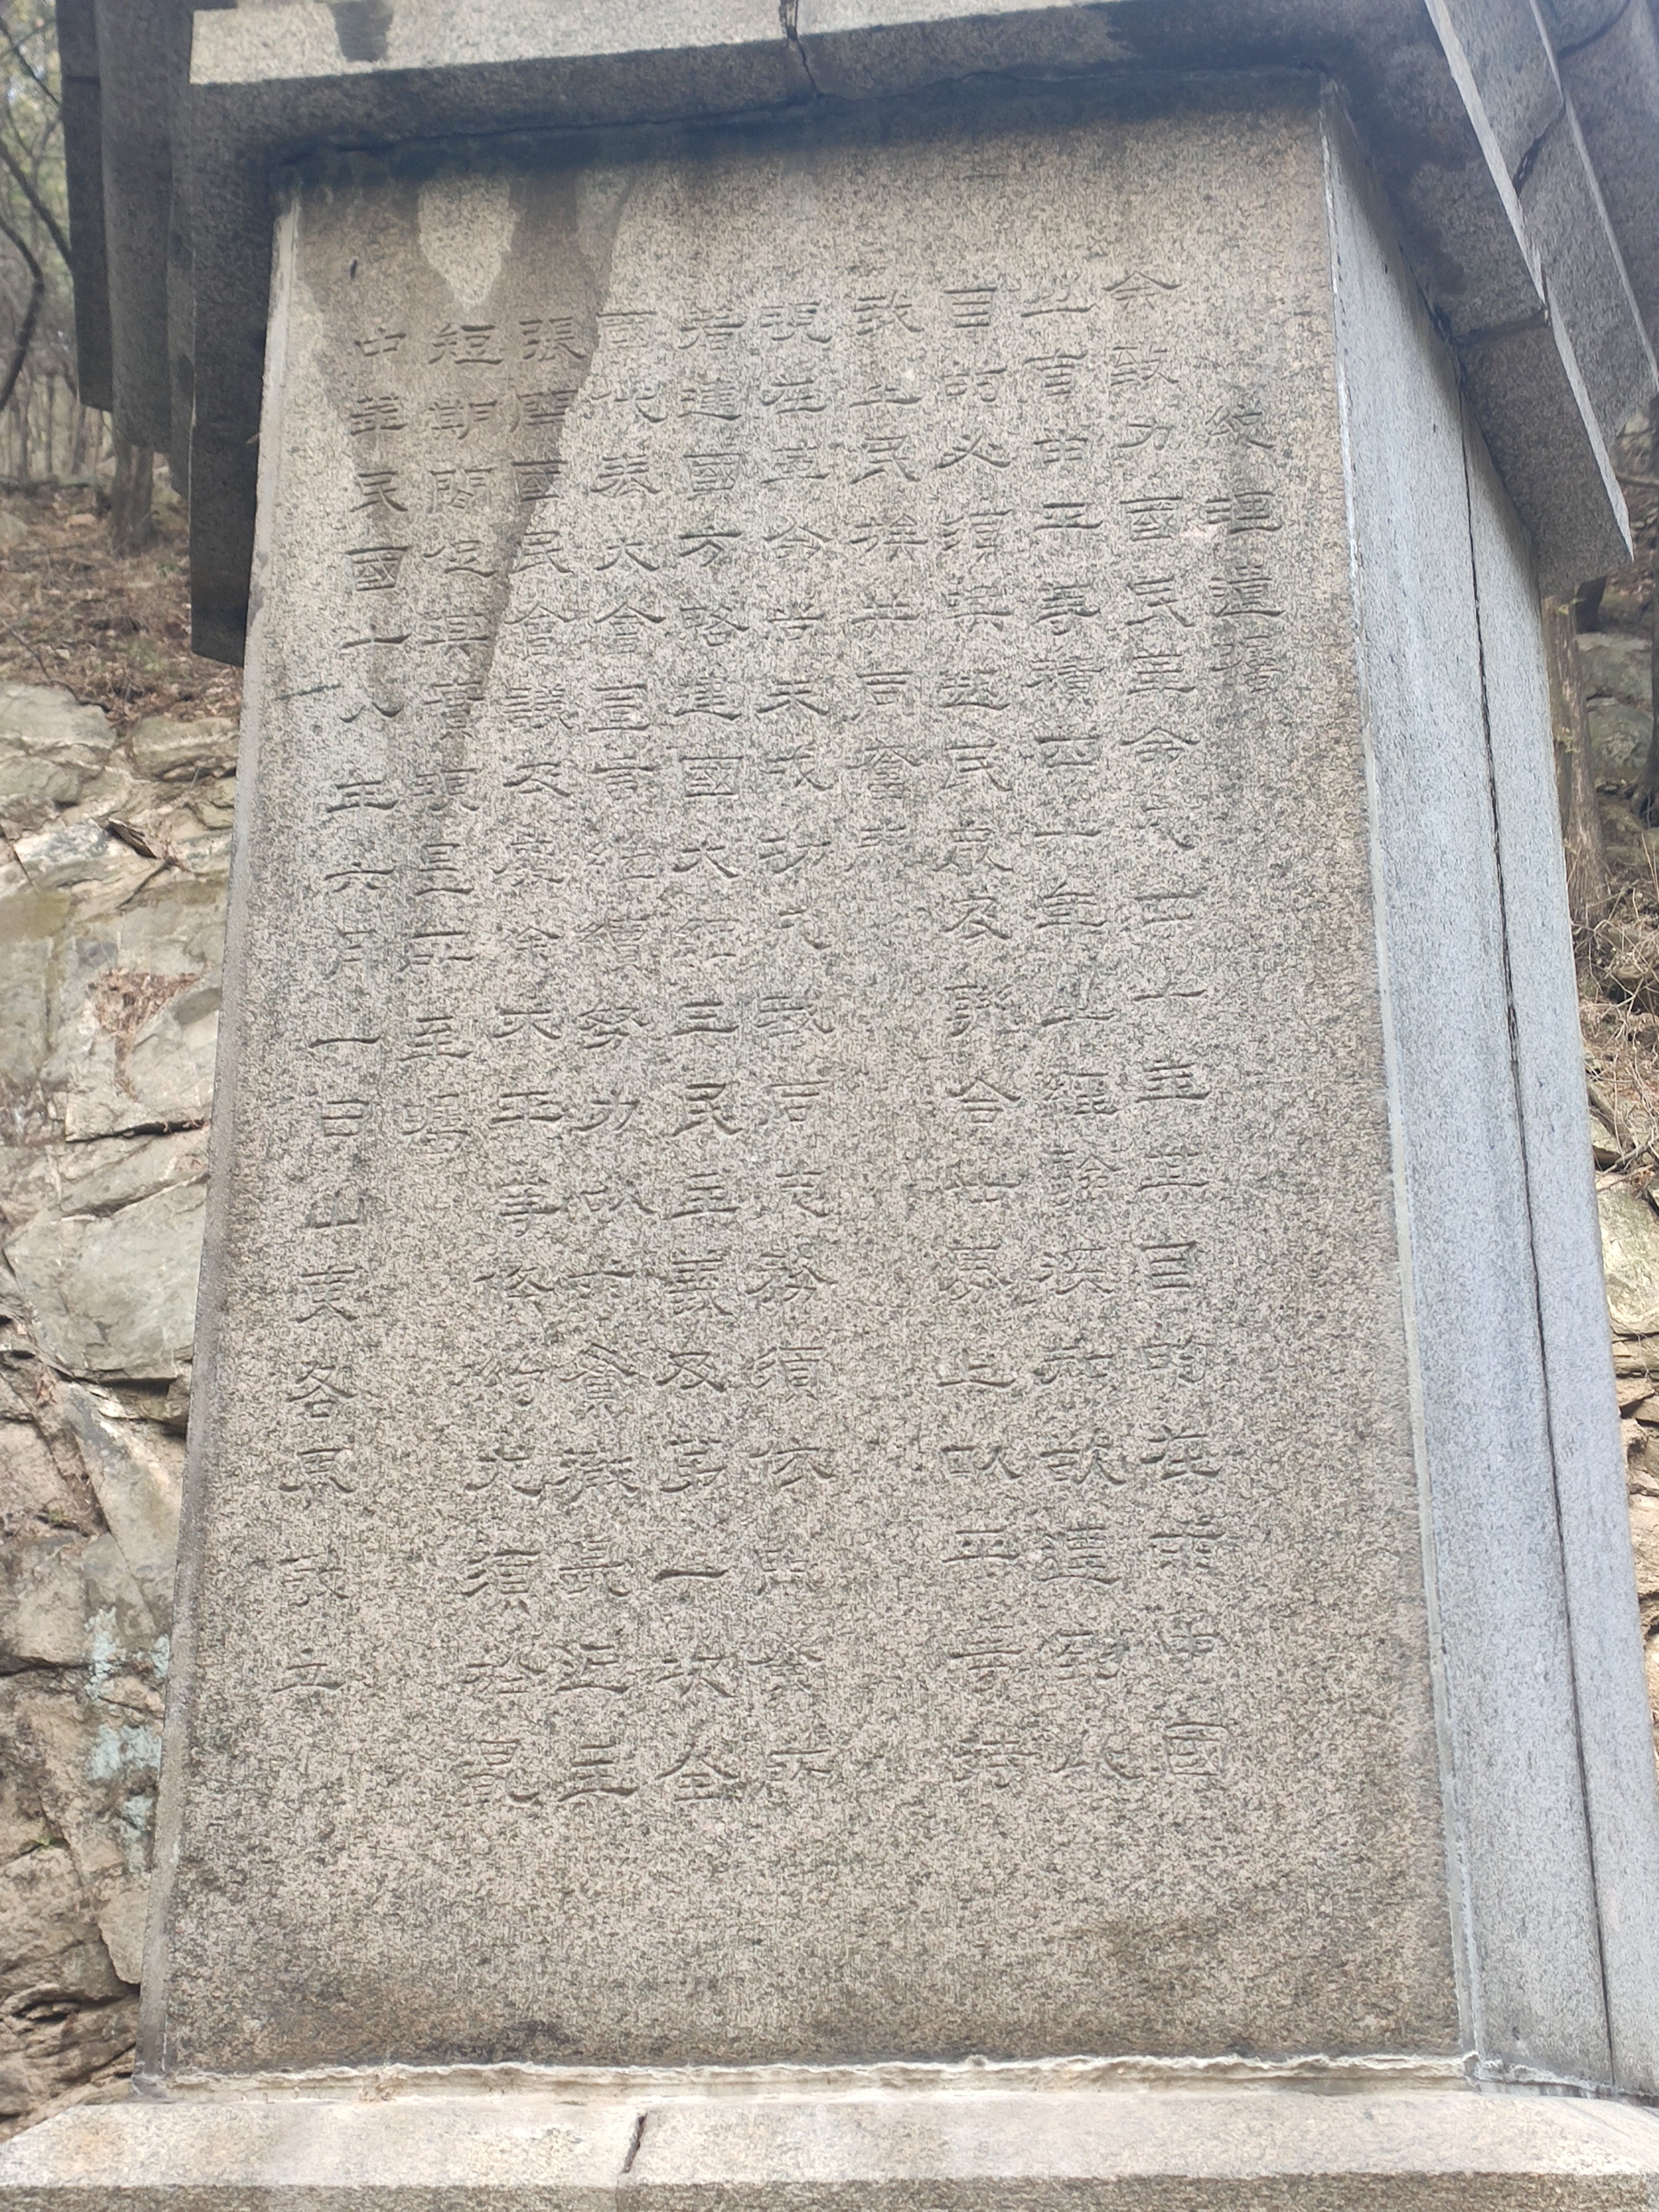 總理遺囑
余致力國民革命凡四十年其目的在求中國
之自由平等積四十年之經驗深知欲達到此
目的必須喚起民衆及聯合世界上以平等待
我之民族共同奮鬥
現在革命尚未成功凡我同志務須依照余所
著建國方略建國大綱三民主義及第一次全
國代表大會宣言繼續努力以求貫徹最近主
張開國民會議及廢除不平等條約尤須於最
短期間促其實現是所至囑
中華民國十八年六月一日山東各界敬立